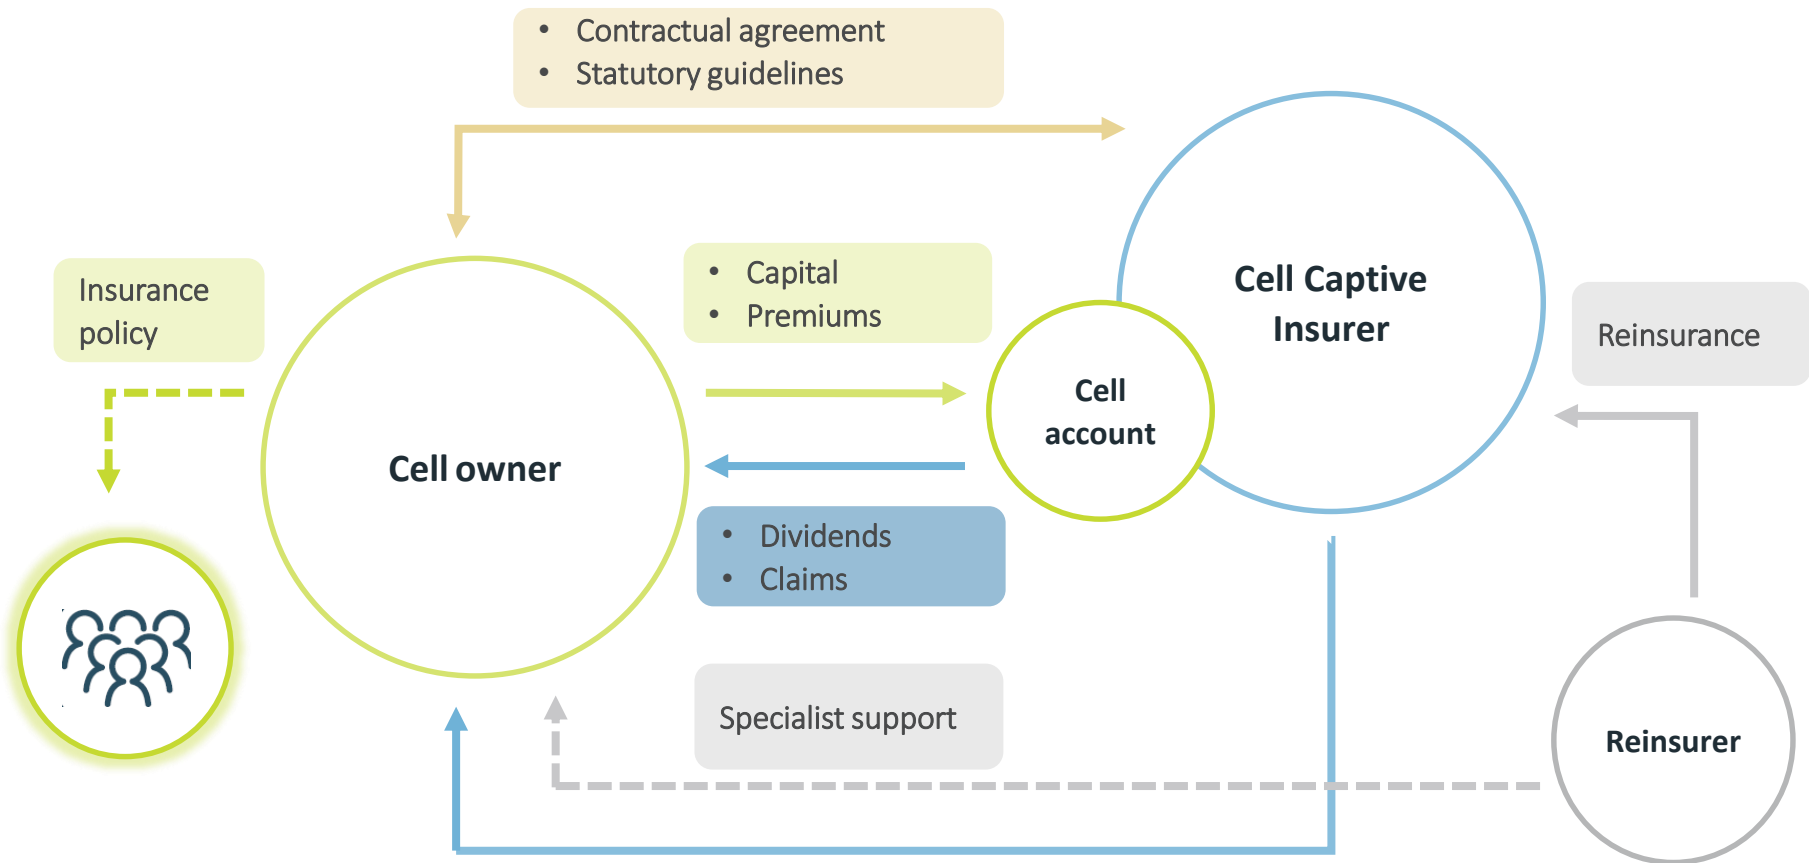 • Contractual agreement
• Statutory guidelines
Insurance
policy
• Capital
• Premiums
Cell Captive
Insurer
Reinsurance
Cell
account
Cell owner
• Dividends
• Claims
Specialist support
Reinsurer